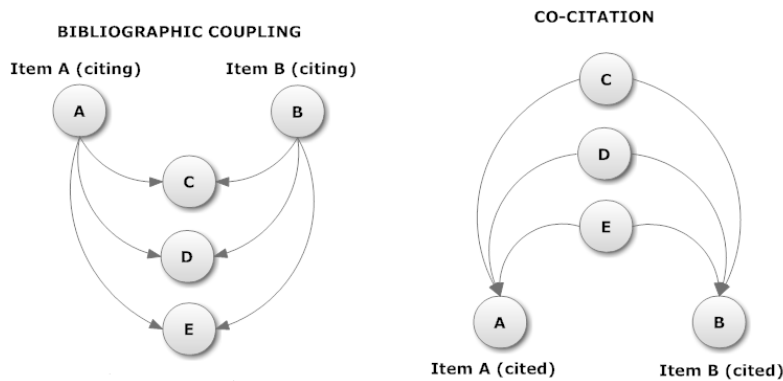 BIBLIOGRAPHIC COUPLING
Item A (citing) Item B (citing)
A B
C
D
E
CO-CITATION
C
D
E
A B
Item A (cited) Item B (cited)